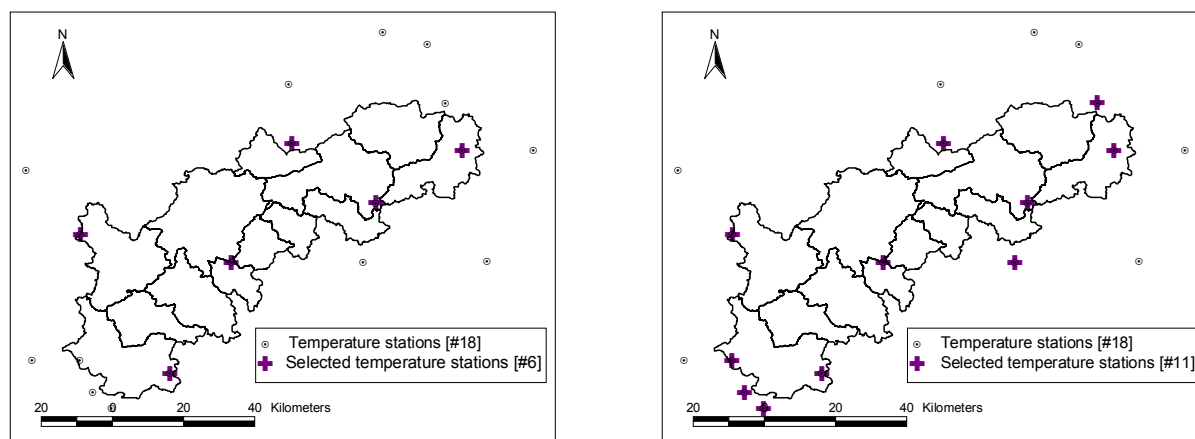 N
Temperature stations [#18]
Selected temperature stations [#6]
20 0 20 40 Kilometers
N
Temperature stations [#18]
Selected temperature stations [#11]
20 0 20 40 Kilometers